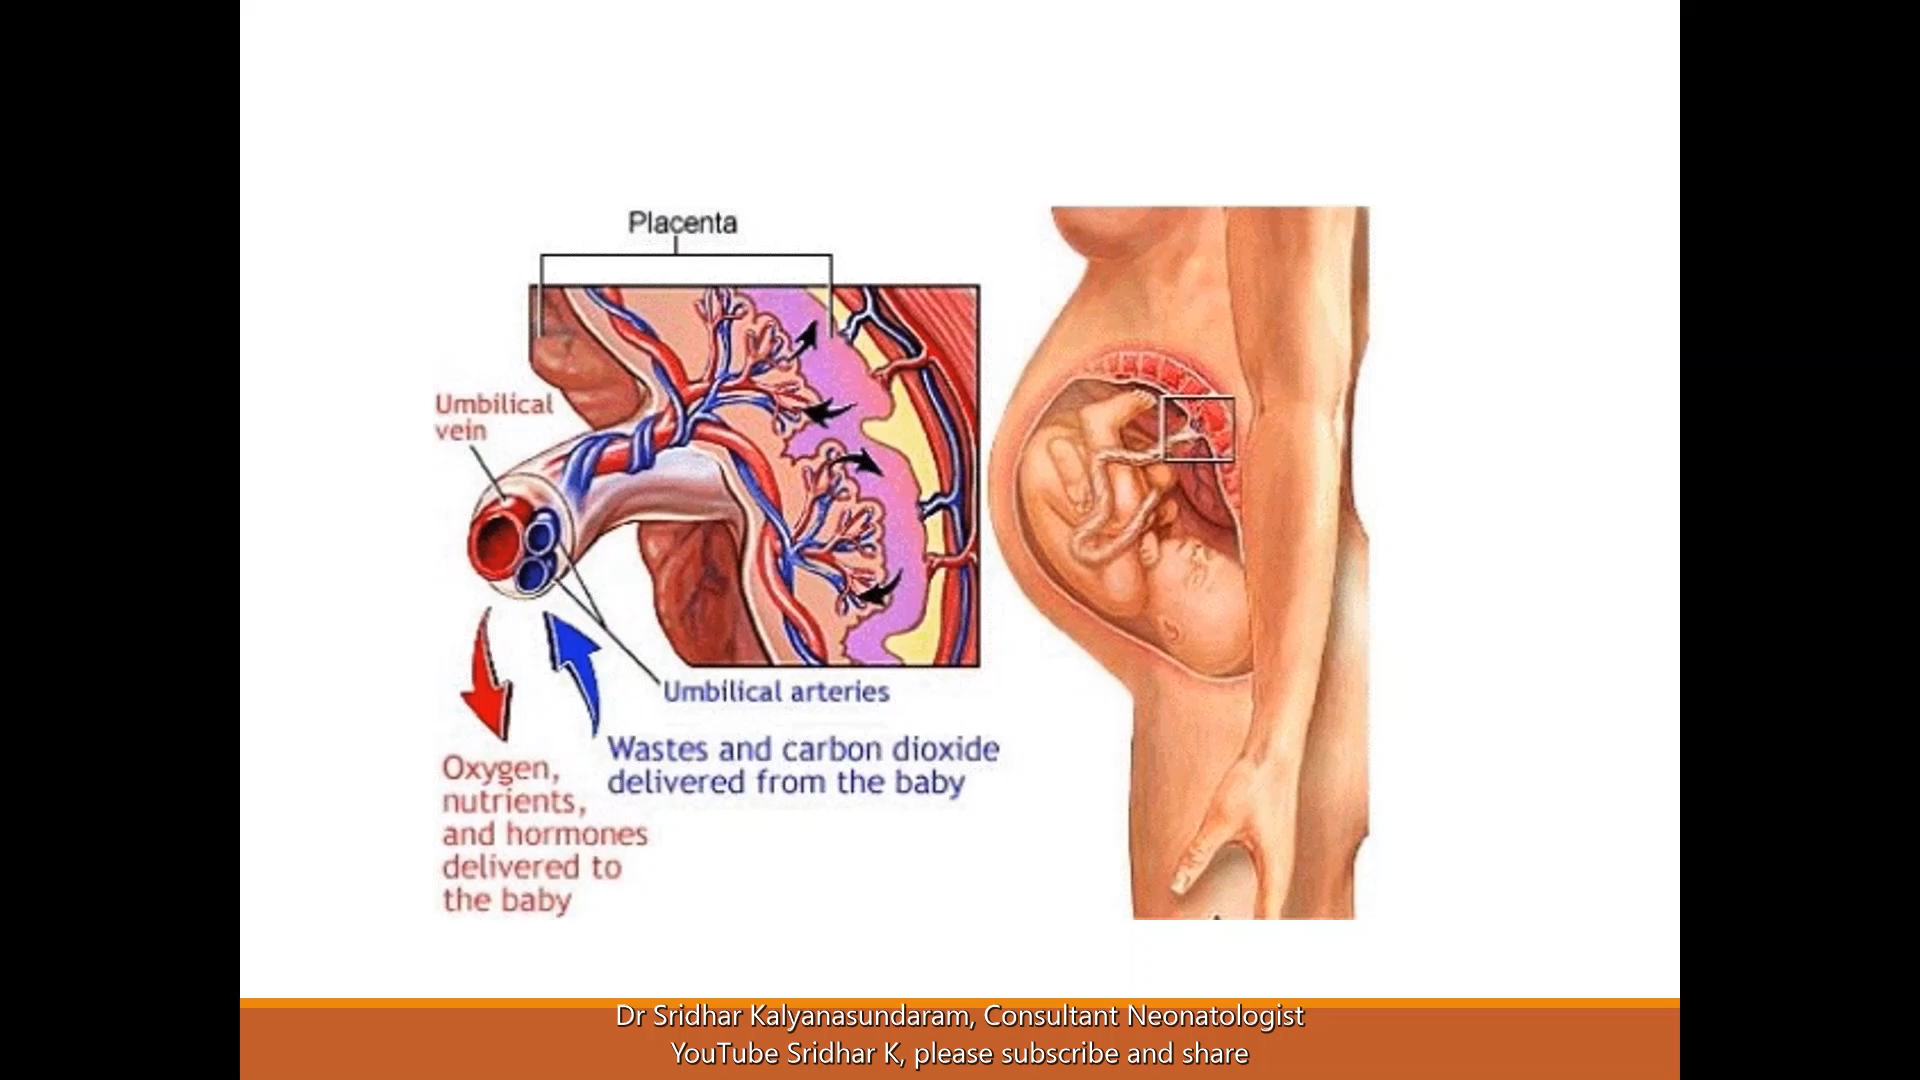 Placenta
Umbilical
vein
Umbilical arteries
Wastes and carbon dioxide
delivered from the baby
Oxygen,
nutrients,
and hormones
delivered to
the baby
Dr Sridhar Kalyanasundaram, Consultant Neonatologist
YouTube Sridhar K, please subscribe and share